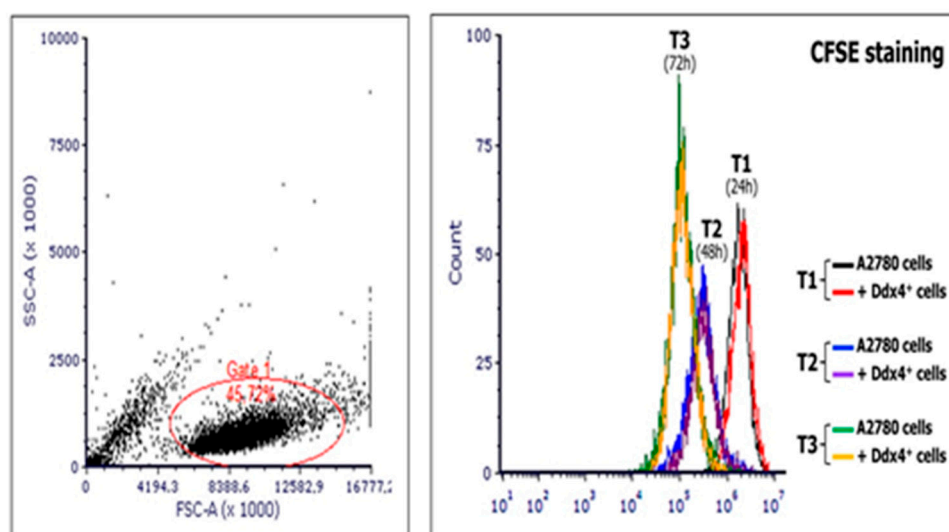 10000
7500
5000
2500
0
SSC-A (x 1000)
Gate 1
45.72%
0
4194.3
8388.6
12582.9
16777.2
FSC-A (x 1000)
100
75
50
25
0
Count
T3
(72h)
T2
(48h)
T1
(24h)
CFSE staining
T1
A2780 cells
+ Ddx4⁺ cells
T2
A2780 cells
+ Ddx4⁺ cells
T3
A2780 cells
+ Ddx4⁺ cells
10¹ 10² 10³ 10⁴ 10⁵ 10⁶ 10⁷